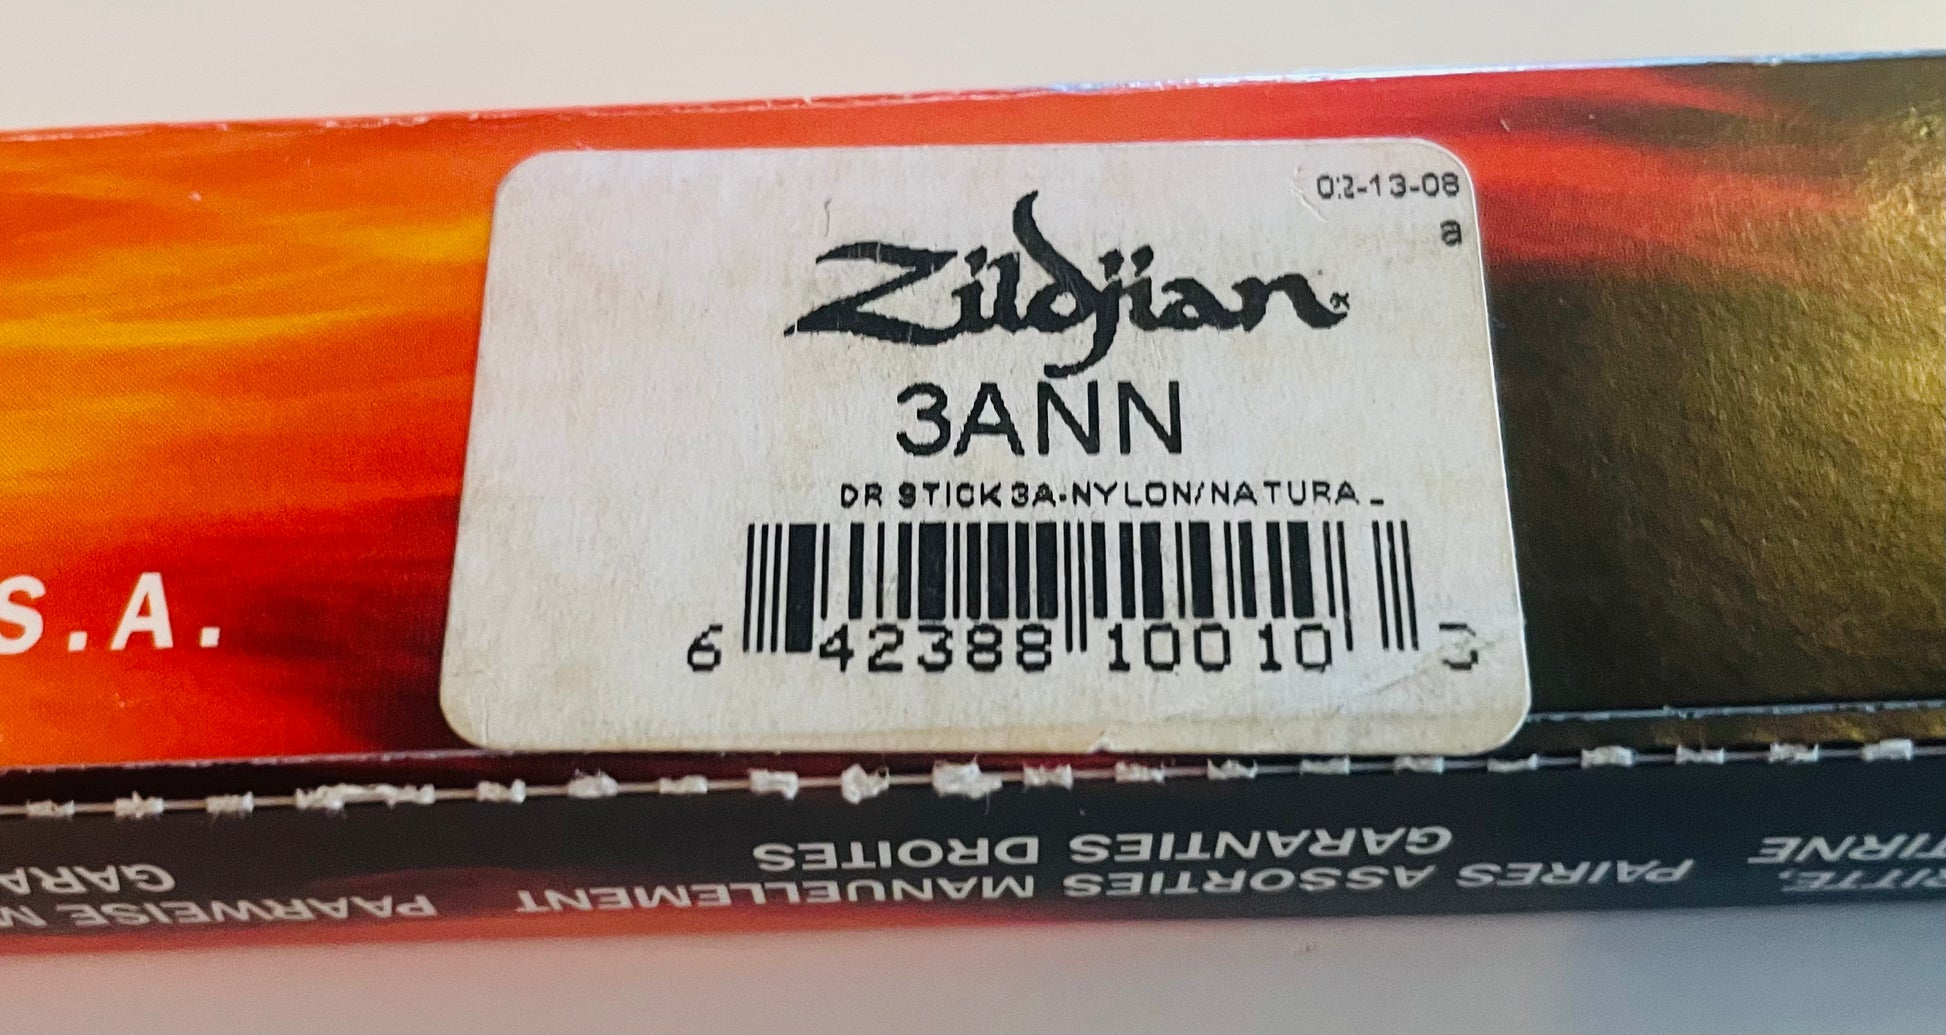 02-13-08
a
Zildjian
3ANN
DR STICK 3A-NYLON/NATURA
6 42388 10010 3
S.A.
PAIRES ASSORTIES MANUELLEMENT
GARANTIES DROITES
PAARWEISE M
GARA